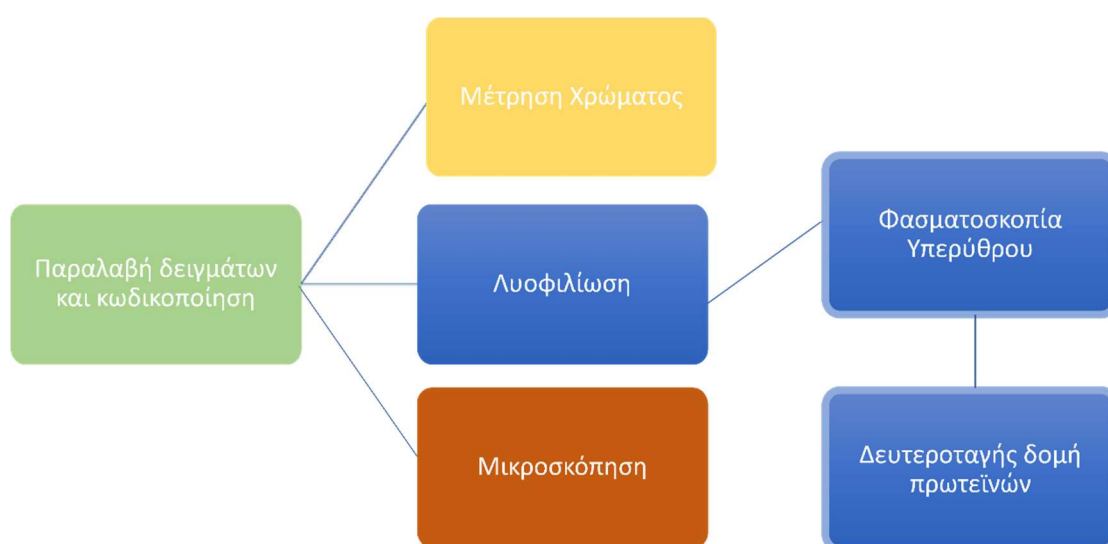 Μέτρηση Χρώματος
Παραλαβή δειγμάτων
και κωδικοποίηση
Λυοφιλίωση
Φασματοσκοπία
Υπερύθρου
Μικροσκόπηση
Δευτεροταγής δομή
πρωτεϊνών